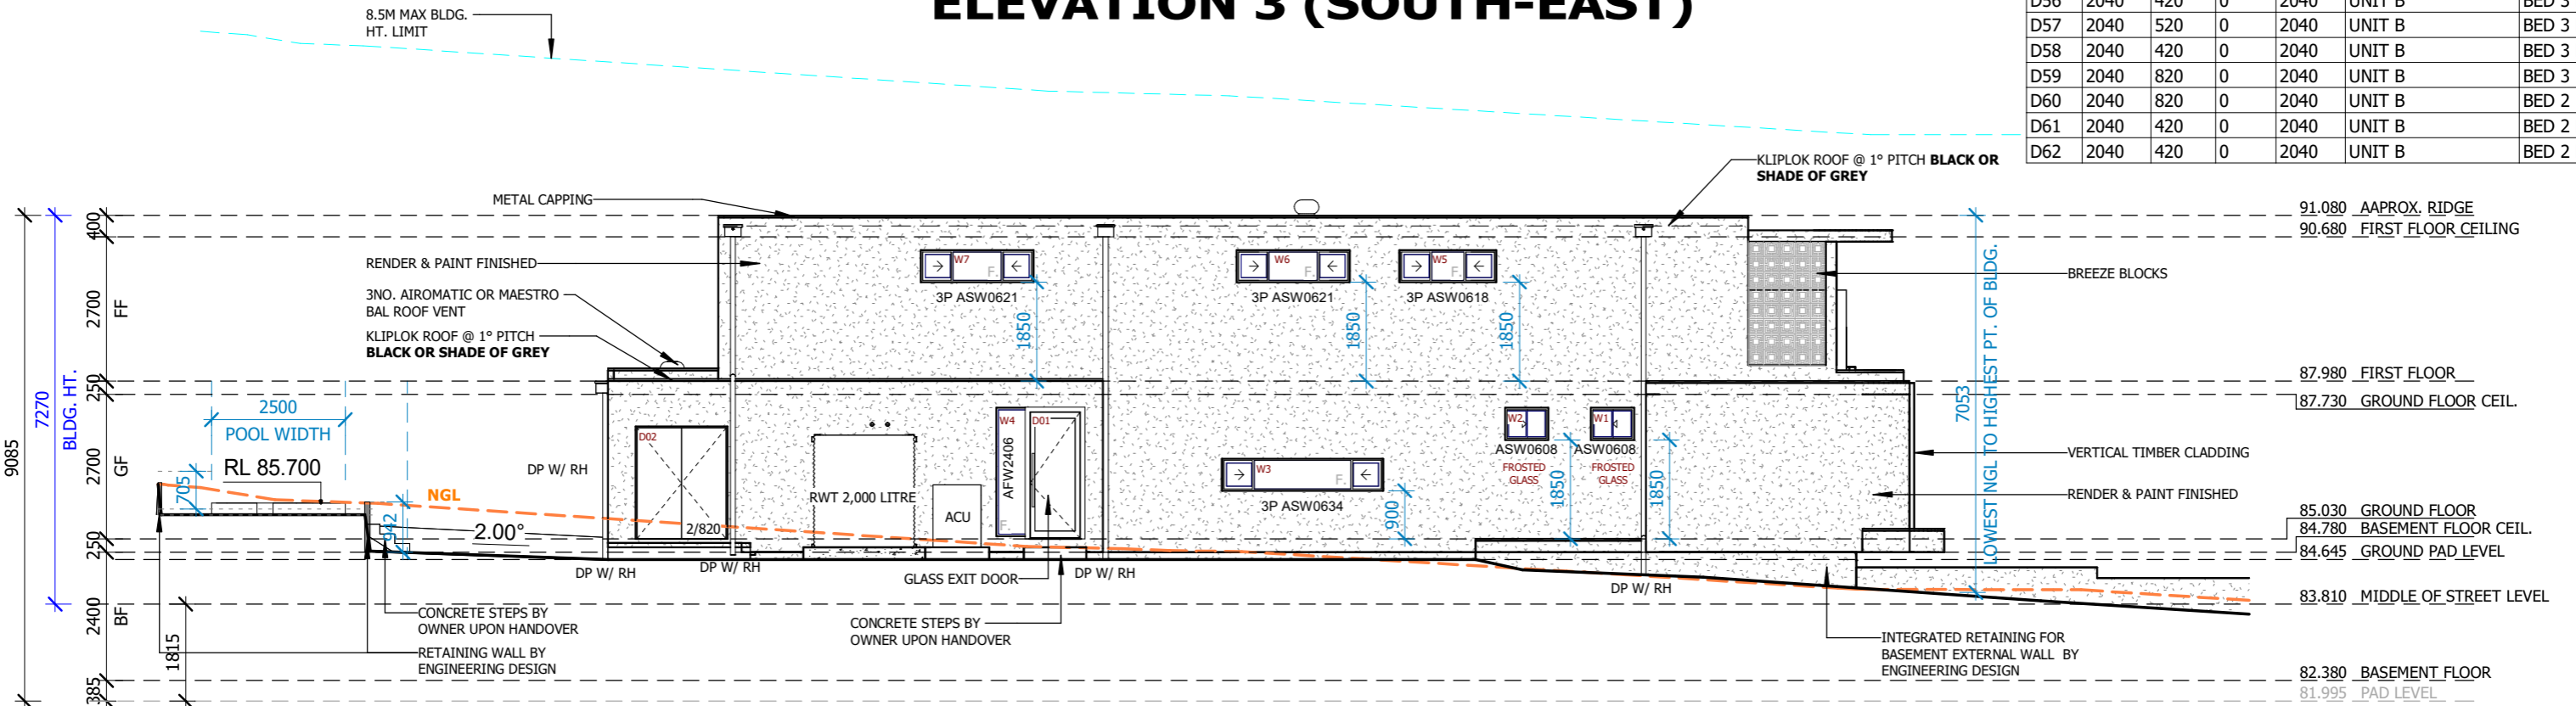 ELEVATION 3 (SOUTH-EAST)
8.5M MAX BLDG.
HT. LIMIT
D56 2040 420 0 2040 UNIT B BED 3
D57 2040 520 0 2040 UNIT B BED 3
D58 2040 420 0 2040 UNIT B BED 3
D59 2040 820 0 2040 UNIT B BED 3
D60 2040 820 0 2040 UNIT B BED 2
D61 2040 420 0 2040 UNIT B BED 2
D62 2040 420 0 2040 UNIT B BED 2
KLIPLOK ROOF @ 1° PITCH BLACK OR
SHADE OF GREY
METAL CAPPING
RENDER & PAINT FINISHED
3NO. AIROMATIC OR MAESTRO
BAL ROOF VENT
KLIPLOK ROOF @ 1° PITCH
BLACK OR SHADE OF GREY
9085
7270
BLDG. HT.
400
2700
FF
250
2700
GF
250
2400
BF
385
1815
2500
POOL WIDTH
RL 85.700
705
942
NGL
2.00°
W7
F.
3P ASW0621
1850
W6
F.
3P ASW0621
1850
W5
F.
3P ASW0618
1850
D02
2/820
DP W/ RH
RWT 2,000 LITRE
ACU
W4
AFW2406
F.
D01
W3
F.
3P ASW0634
900
W2
ASW0608
FROSTED
GLASS
1850
W1
ASW0608
FROSTED
GLASS
1850
7053
LOWEST NGL TO HIGHEST PT. OF BLDG.
DP W/ RH
DP W/ RH
GLASS EXIT DOOR
DP W/ RH
DP W/ RH
CONCRETE STEPS BY
OWNER UPON HANDOVER
RETAINING WALL BY
ENGINEERING DESIGN
CONCRETE STEPS BY
OWNER UPON HANDOVER
INTEGRATED RETAINING FOR
BASEMENT EXTERNAL WALL BY
ENGINEERING DESIGN
BREEZE BLOCKS
VERTICAL TIMBER CLADDING
RENDER & PAINT FINISHED
91.080 AAPROX. RIDGE
90.680 FIRST FLOOR CEILING
87.980 FIRST FLOOR
87.730 GROUND FLOOR CEIL.
85.030 GROUND FLOOR
84.780 BASEMENT FLOOR CEIL.
84.645 GROUND PAD LEVEL
83.810 MIDDLE OF STREET LEVEL
82.380 BASEMENT FLOOR
81.995 PAD LEVEL